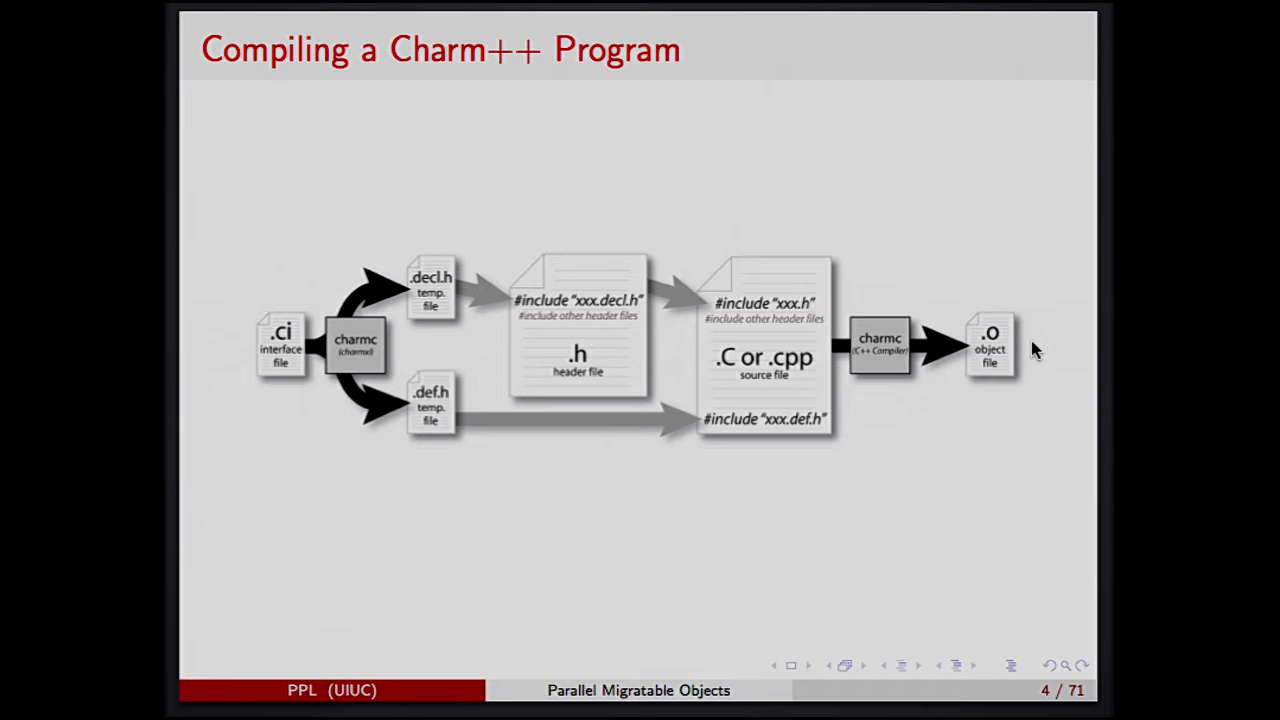 Compiling a Charm++ Program
.ci
interface
file
charmc
(charmxi)
.decl.h
temp.
file
.def.h
temp.
file
#include "xxx.decl.h"
#include other header files
.h
header file
#include "xxx.h"
#include other header files
.C or .cpp
source file
#include "xxx.def.h"
charmc
(C++ Compiler)
.o
object
file
PPL (UIUC)
Parallel Migratable Objects
4 / 71